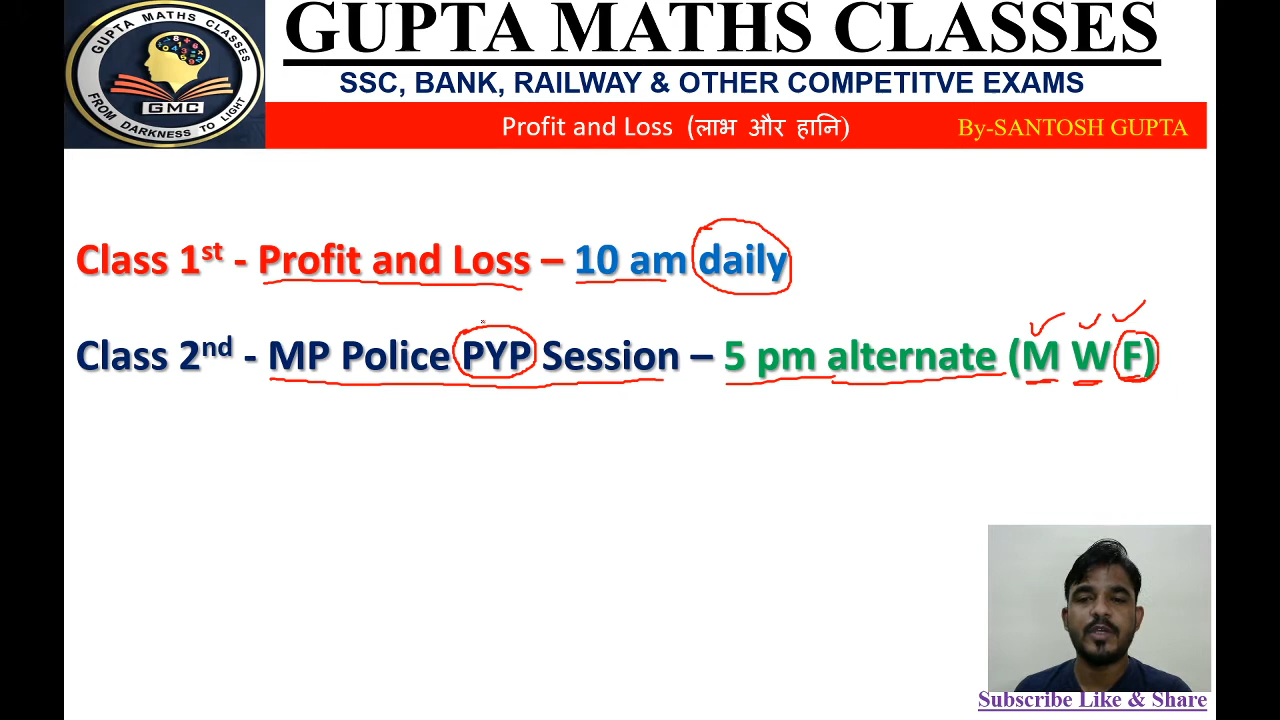 GUPTA MATHS CLASSES
FROM DARKNESS TO LIGHT
GMC
GUPTA MATHS CLASSES
SSC, BANK, RAILWAY & OTHER COMPETITVE EXAMS
Profit and Loss (लाभ और हानि)
By-SANTOSH GUPTA
Class 1st - Profit and Loss – 10 am daily
Class 2nd - MP Police PYP Session – 5 pm alternate (M W F)
Subscribe Like & Share